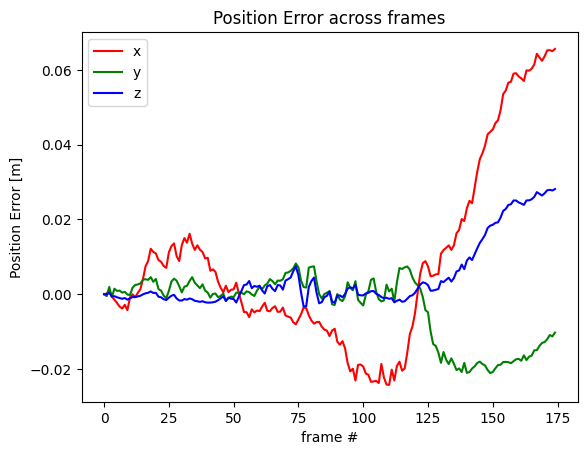 Position Error across frames
x
y
z
Position Error [m]
0.06
0.04
0.02
0.00
−0.02
0
25
50
75
100
125
150
175
frame #